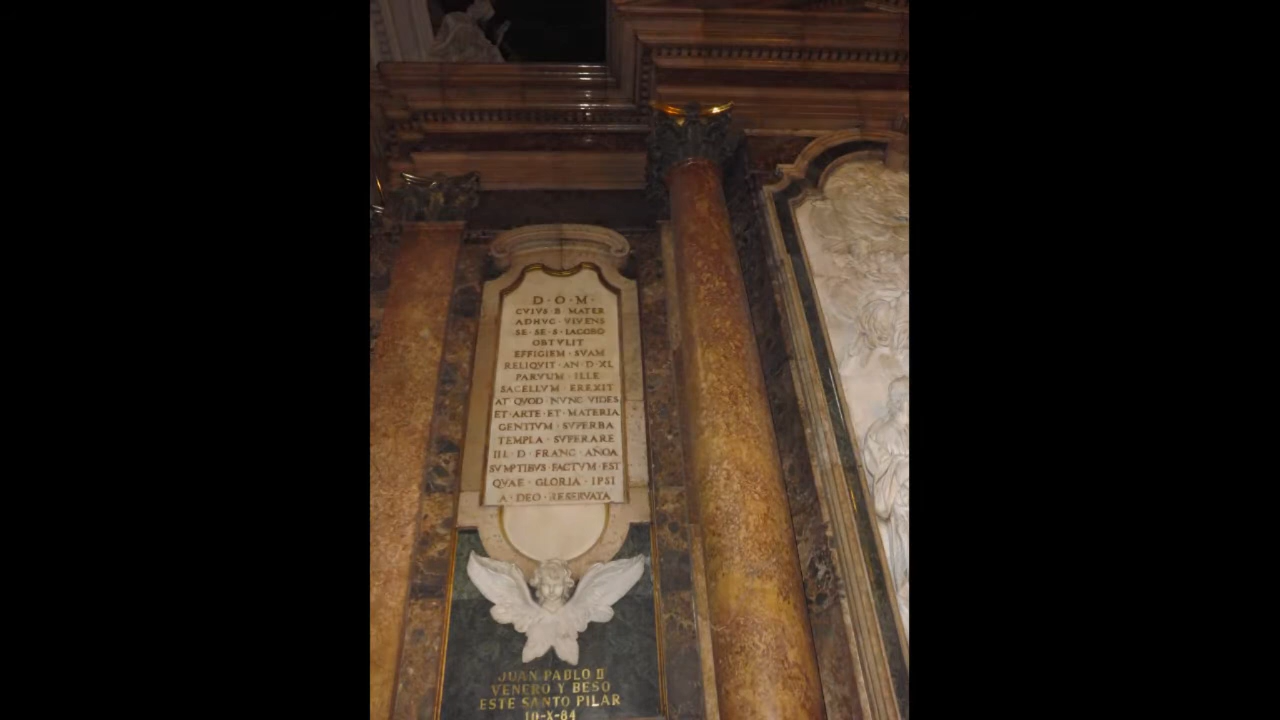 D·O·M·
CVIVS·B·MATER
ADHVC·VIVENS
SE·SE·S·IACOBO
OBTVLIT
EFFIGIEM·SVAM
RELIQVIT·AN·D·XL
PARVUM·ILLE
SACELLVM·EREXIT
AT·QVOD·NVNC·VIDES
ET·ARTE·ET·MATERIA
GENTIVM·SVPERBA
TEMPLA·SVPERARE
ILL·D·FRANC·AÑOA
SVMPTIBVS·FACTVM·EST
QVAE·GLORIA·IPSI
A·DEO·RESERVATA
JUAN PABLO II
VENERO Y BESO
ESTE SANTO PILAR
10-X-84